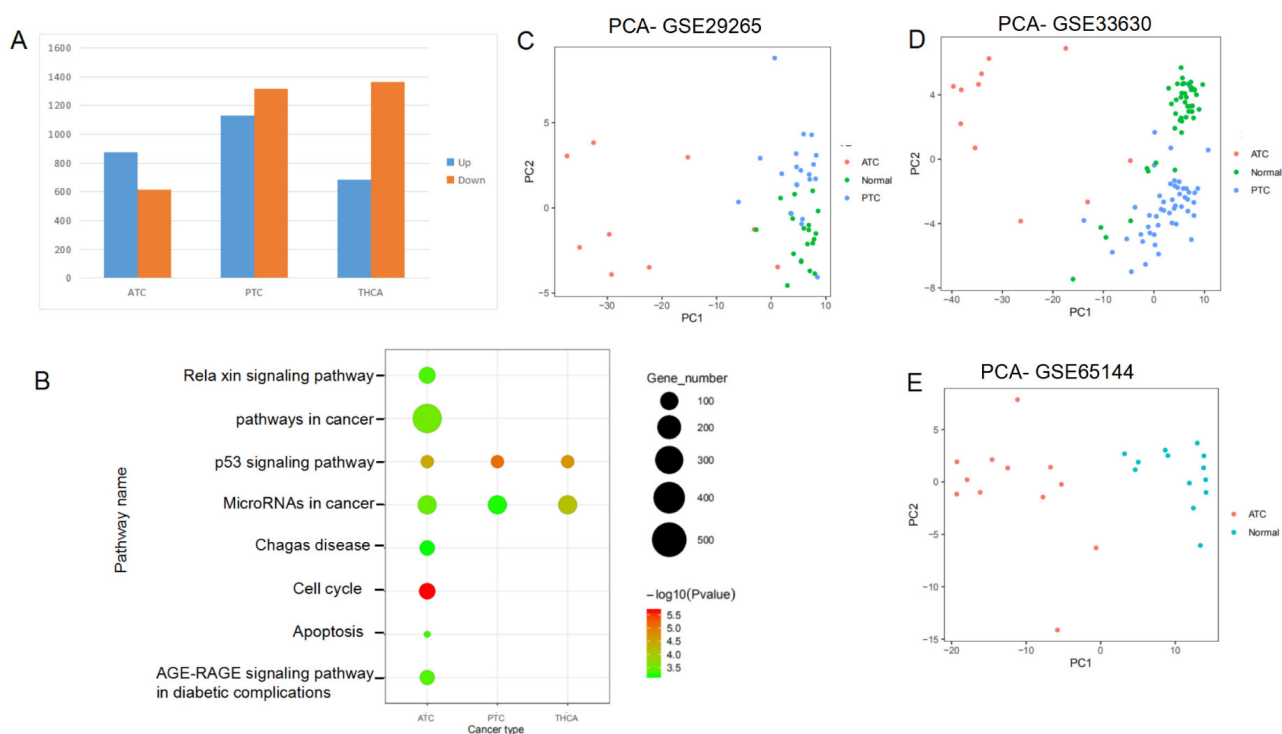 A
1600
1400
1200
1000
800
600
400
200
0
ATC
PTC
THCA
Up
Down
B
Pathway name
Rela xin signaling pathway
pathways in cancer
p53 signaling pathway
MicroRNAs in cancer
Chagas disease
Cell cycle
Apoptosis
AGE-RAGE signaling pathway
in diabetic complications
ATC
PTC
THCA
Cancer type
Gene_number
100
200
300
400
500
−log10(Pvalue)
5.5
5.0
4.5
4.0
3.5
C
PCA- GSE29265
PC2
5
0
−5
−30
−20
−10
0
10
PC1
ATC
Normal
PTC
D
PCA- GSE33630
PC2
4
0
−4
−8
−40
−30
−20
−10
0
10
PC1
ATC
Normal
PTC
E
PCA- GSE65144
PC2
5
0
−5
−10
−15
−20
−10
0
10
PC1
ATC
Normal